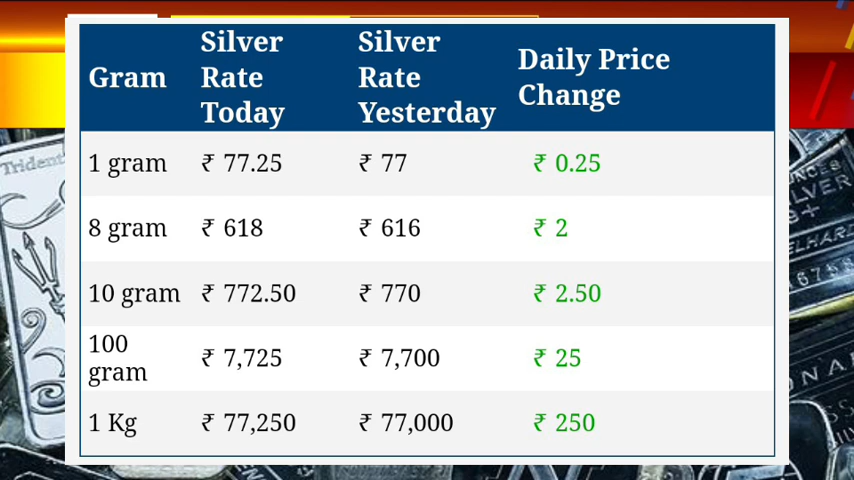 Gram
Silver
Rate
Today
Silver
Rate
Yesterday
Daily Price
Change
1 gram ₹ 77.25 ₹ 77 ₹ 0.25
8 gram ₹ 618 ₹ 616 ₹ 2
10 gram ₹ 772.50 ₹ 770 ₹ 2.50
100
gram ₹ 7,725 ₹ 7,700 ₹ 25
1 Kg ₹ 77,250 ₹ 77,000 ₹ 250
Trident
SILVER